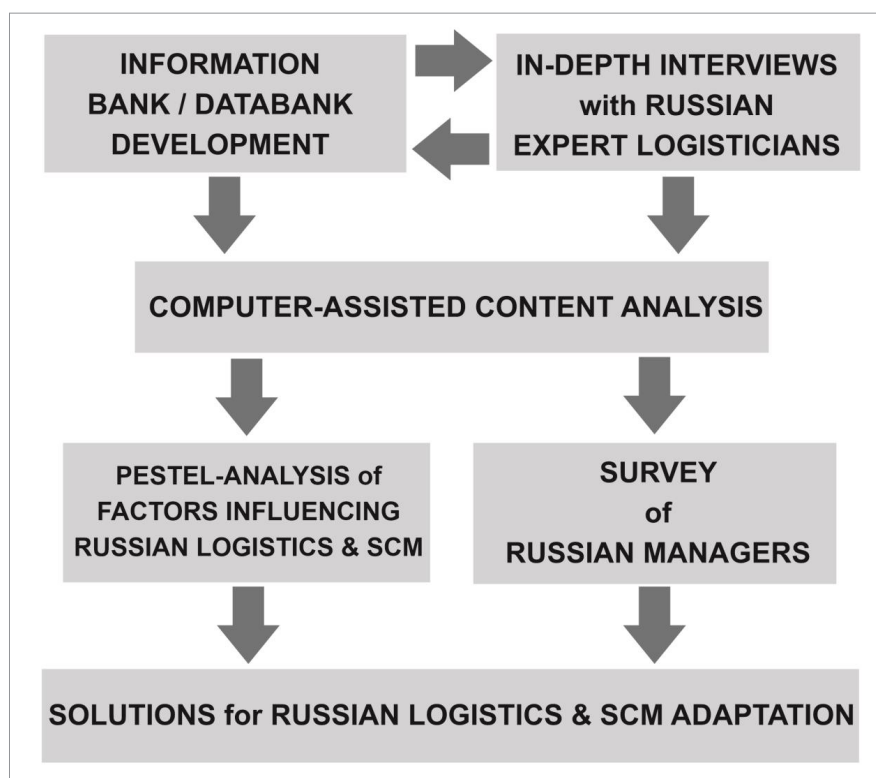 INFORMATION
BANK / DATABANK
DEVELOPMENT
IN-DEPTH INTERVIEWS
with RUSSIAN
EXPERT LOGISTICIANS
COMPUTER-ASSISTED CONTENT ANALYSIS
PESTEL-ANALYSIS of
FACTORS INFLUENCING
RUSSIAN LOGISTICS & SCM
SURVEY
of
RUSSIAN MANAGERS
SOLUTIONS for RUSSIAN LOGISTICS & SCM ADAPTATION